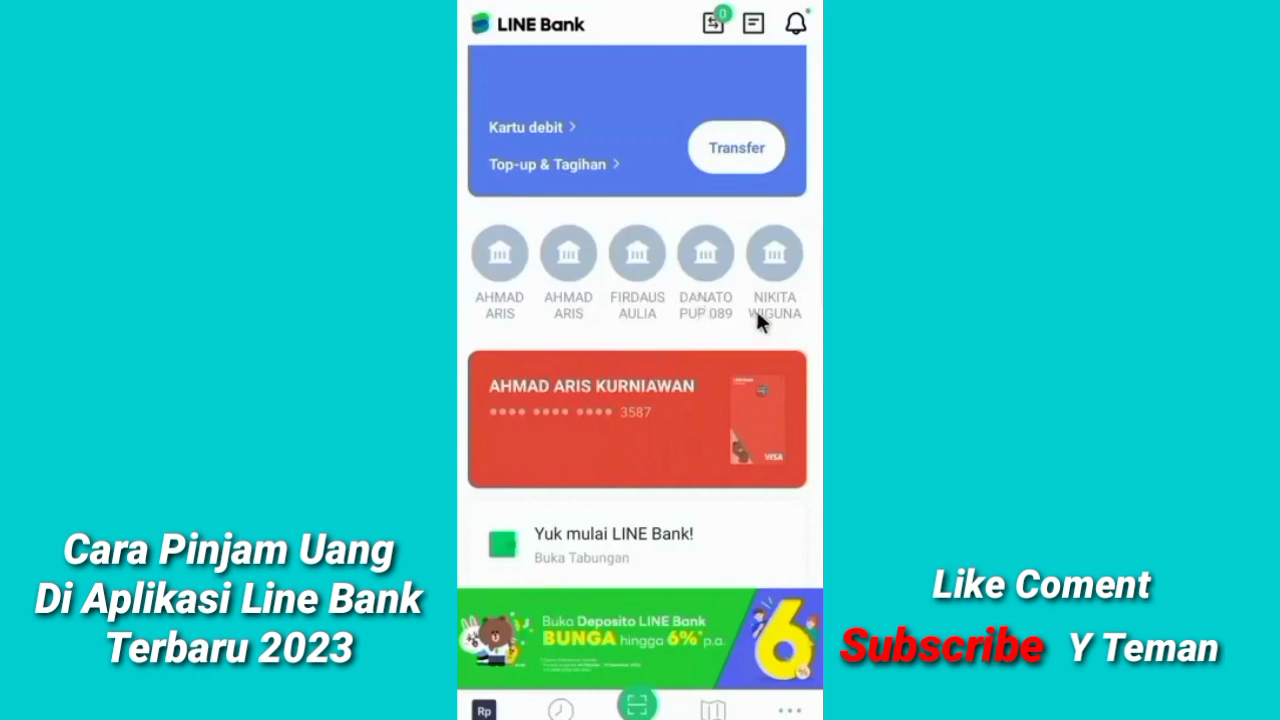 LINE Bank
0
Kartu debit >
Top-up & Tagihan >
Transfer
AHMAD
ARIS
AHMAD
ARIS
FIRDAUS
AULIA
DANATO
PUP 089
NIKITA
WIGUNA
AHMAD ARIS KURNIAWAN
•••• •••• •••• 3587
VISA
Yuk mulai LINE Bank!
Buka Tabungan
Buka Deposito LINE Bank
BUNGA hingga 6%* p.a.
6
%
Rp
Cara Pinjam Uang
Di Aplikasi Line Bank
Terbaru 2023
Like Coment
Subscribe Y Teman